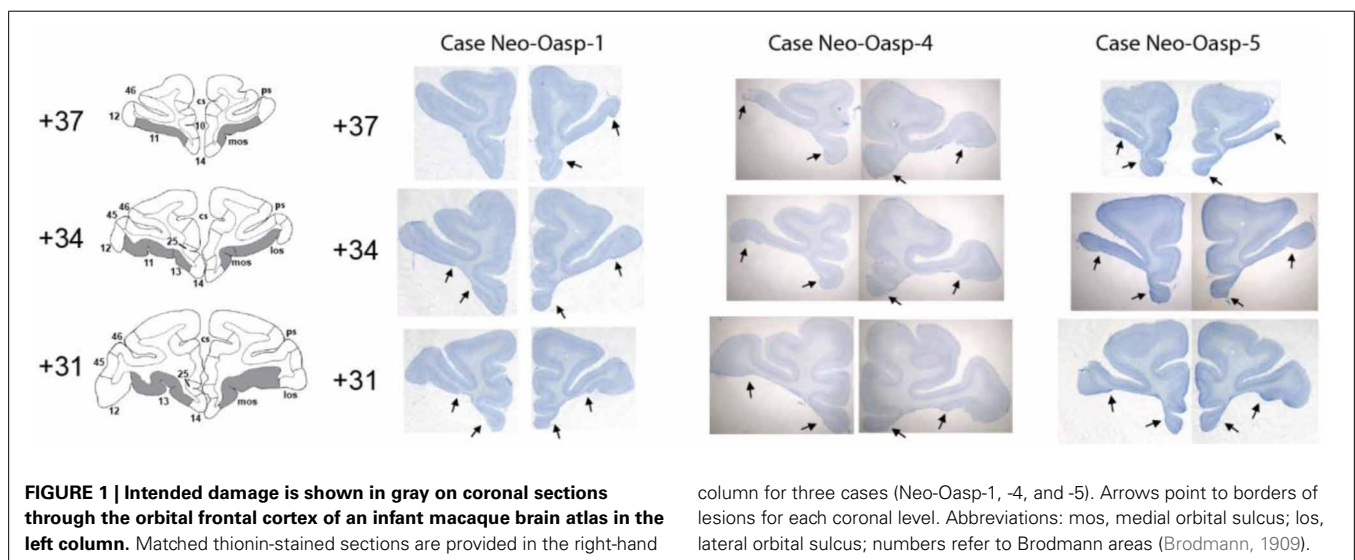 Case Neo-Oasp-1
Case Neo-Oasp-4
Case Neo-Oasp-5
+37
46
12
11
cs
10
14
ps
mos
+37
+34
46
45
12
11
25
13
cs
14
ps
los
mos
+34
+31
46
45
12
13
25
cs
14
ps
los
mos
+31
FIGURE 1 | Intended damage is shown in gray on coronal sections
through the orbital frontal cortex of an infant macaque brain atlas in the
left column. Matched thionin-stained sections are provided in the right-hand
column for three cases (Neo-Oasp-1, -4, and -5). Arrows point to borders of
lesions for each coronal level. Abbreviations: mos, medial orbital sulcus; los,
lateral orbital sulcus; numbers refer to Brodmann areas (Brodmann, 1909).